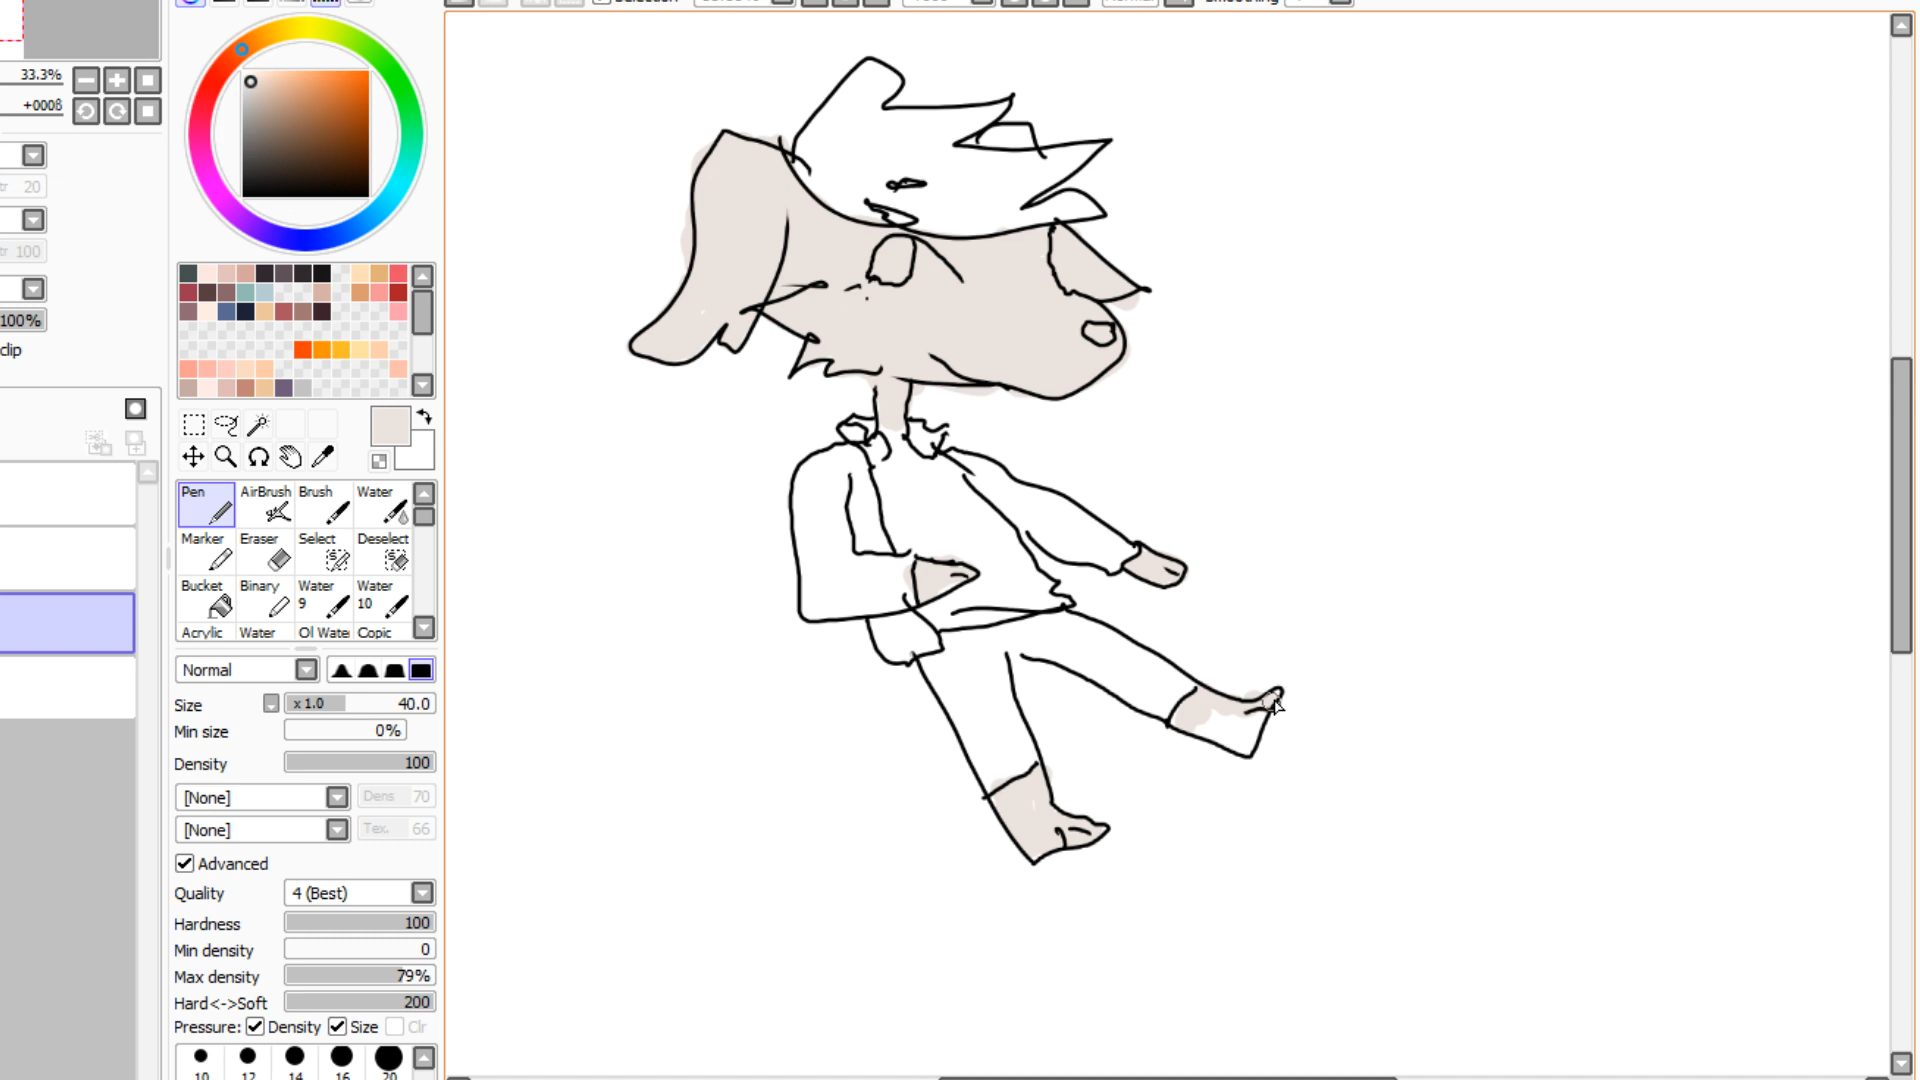 33.3%
+000ß
20
100
100%
clip
Pen AirBrush Brush Water
Marker Eraser Select Deselect
Bucket Binary Water 9 Water 10
Acrylic Water Ol Wate Copic
Normal
Size x 1.0 40.0
Min size 0%
Density 100
[None] Dens 70
[None] Tex. 66
Advanced
Quality 4 (Best)
Hardness 100
Min density 0
Max density 79%
Hard<->Soft 200
Pressure: Density Size Clr
10 12 14 16 20